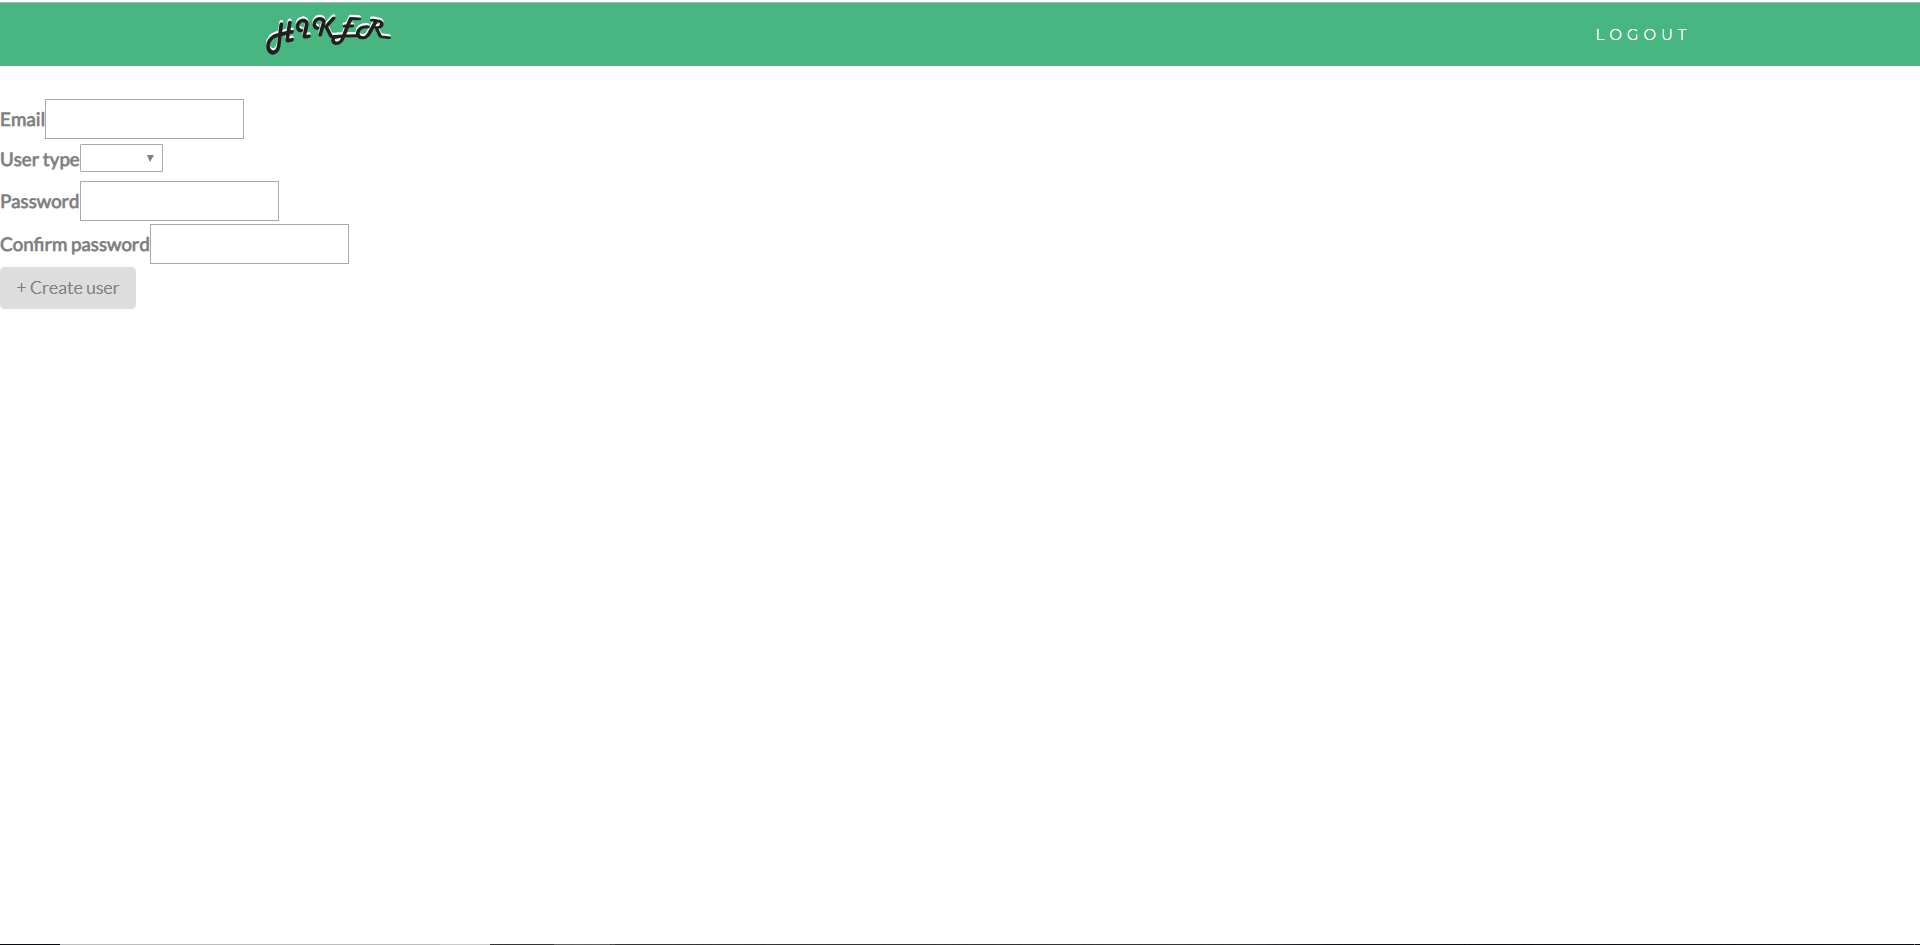 HIKER
LOGOUT
Email
User type
Password
Confirm password
+ Create user